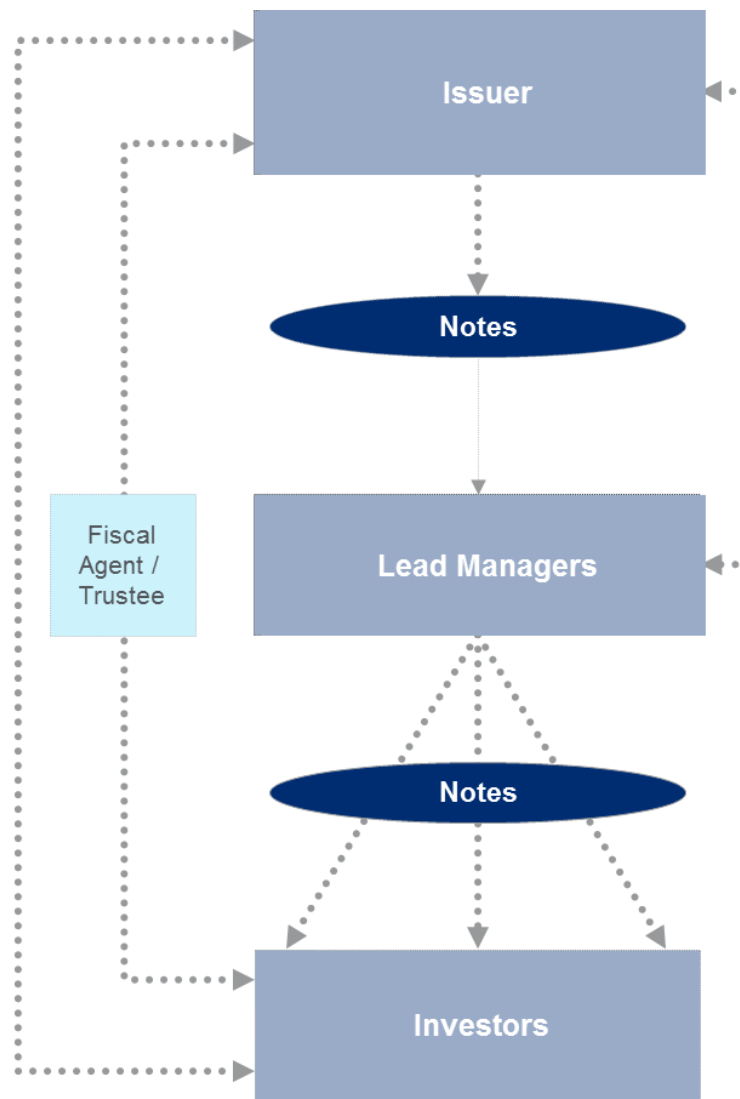 Issuer
Notes
Fiscal
Agent /
Trustee
Lead Managers
Notes
Investors